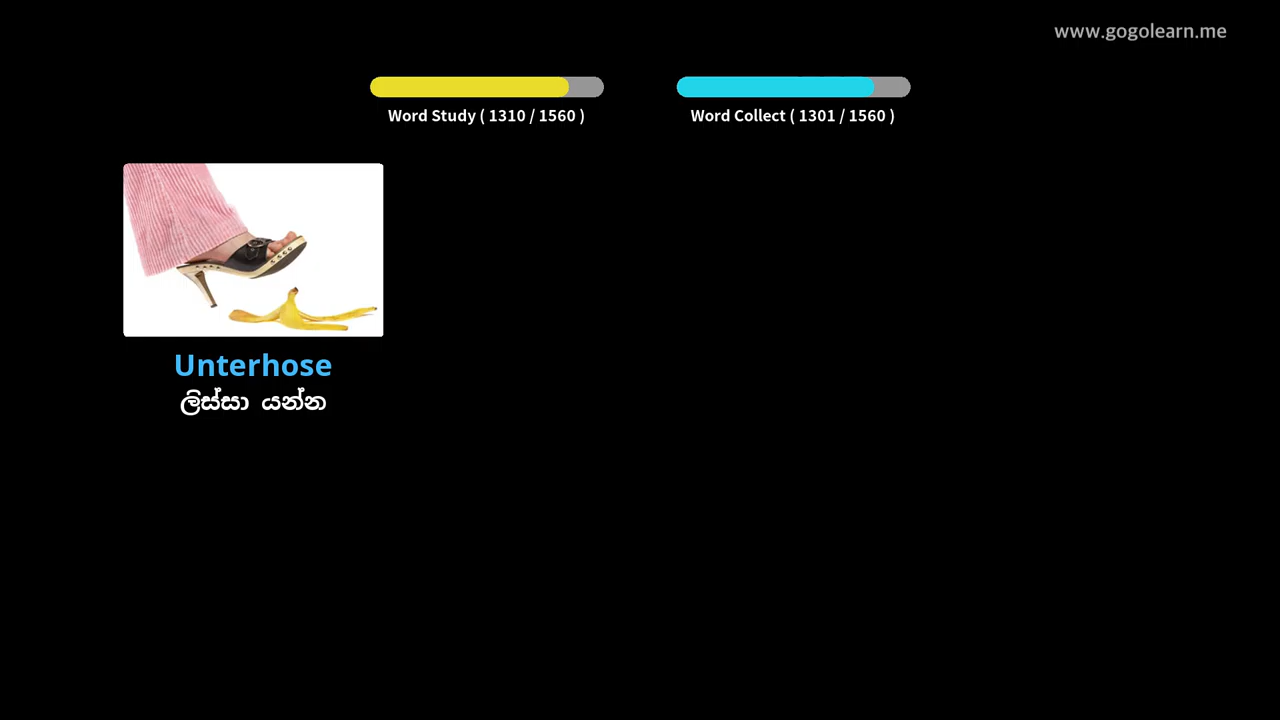 www.gogolearn.me
Word Study ( 1310 / 1560 )
Word Collect ( 1301 / 1560 )
Unterhose
ලිස්සා යන්න